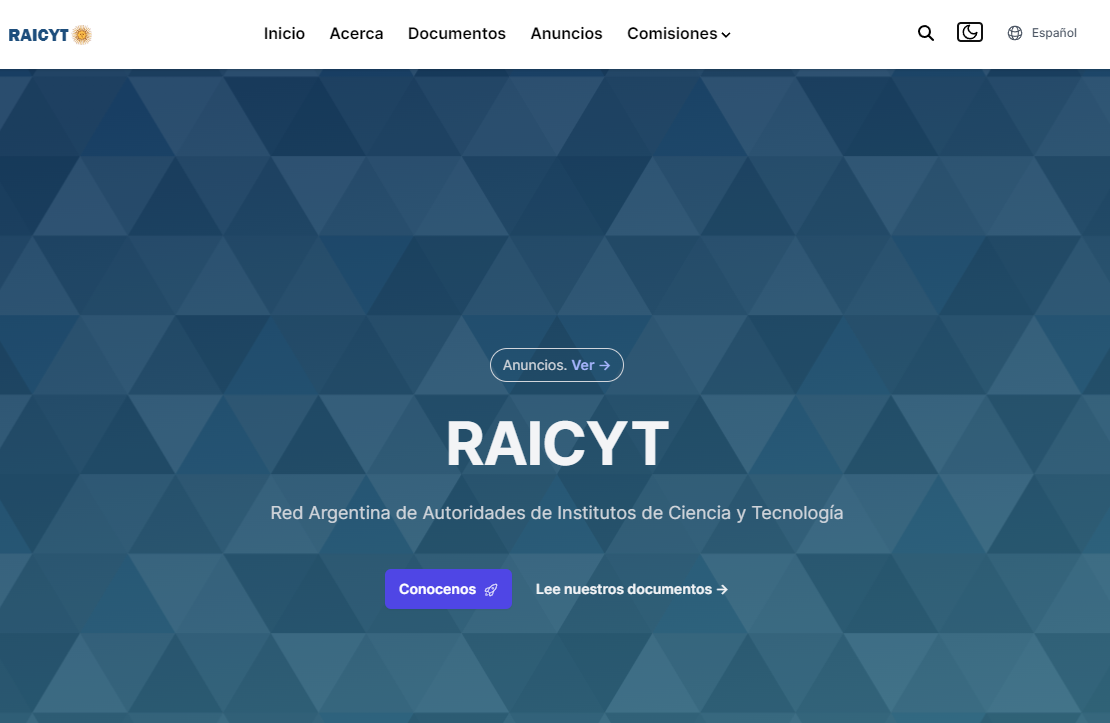 RAICYT
Inicio Acerca Documentos Anuncios Comisiones
Español
Anuncios. Ver →
RAICYT
Red Argentina de Autoridades de Institutos de Ciencia y Tecnología
Conocenos
Lee nuestros documentos →